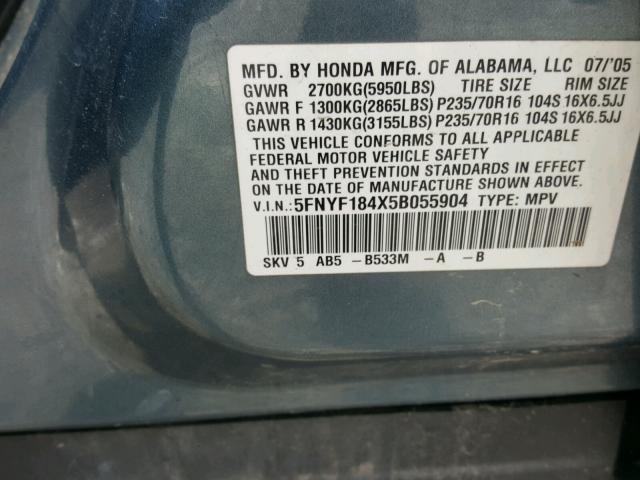 MFD. BY HONDA MFG. OF ALABAMA, LLC 07/'05
GVWR 2700KG(5950LBS) TIRE SIZE RIM SIZE
GAWR F 1300KG(2865LBS) P235/70R16 104S 16X6.5JJ
GAWR R 1430KG(3155LBS) P235/70R16 104S 16X6.5JJ
THIS VEHICLE CONFORMS TO ALL APPLICABLE
FEDERAL MOTOR VEHICLE SAFETY
AND THEFT PREVENTION STANDARDS IN EFFECT
ON THE DATE OF MANUFACTURE SHOWN ABOVE.
V.I.N.:5FNYF184X5B055904 TYPE: MPV
SKV 5 AB5 -B533M -A -B